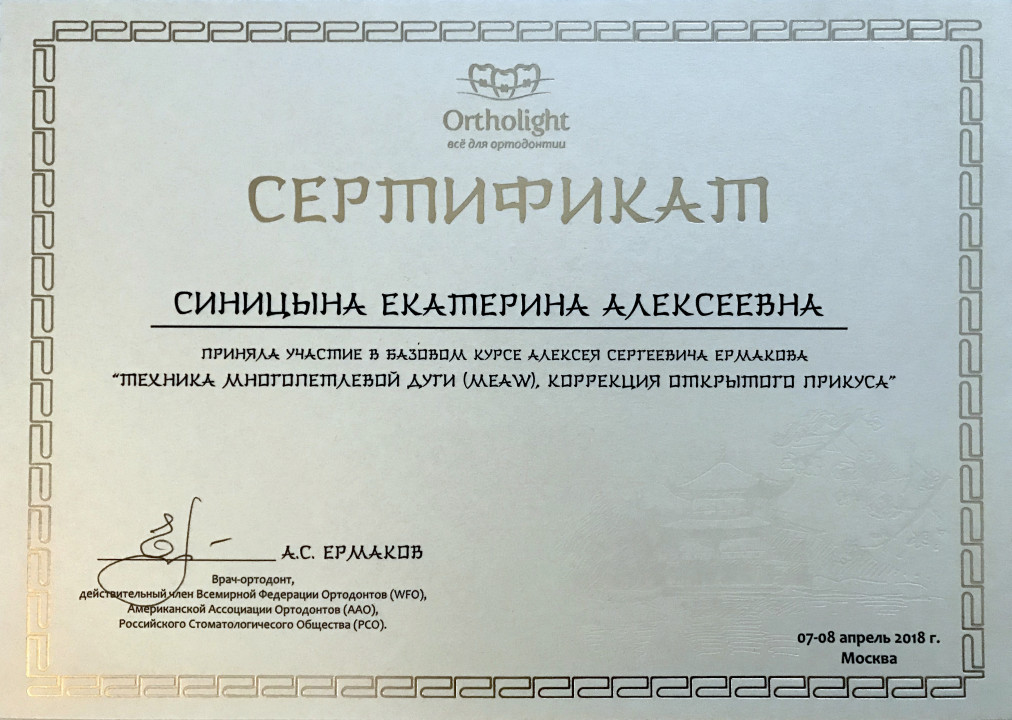 Ortholight
всё для ортодонтии
СЕРТИФИКАТ
СИНИЦЫНА ЕКАТЕРИНА АЛЕКСЕЕВНА
ПРИНЯЛА УЧАСТИЕ В БАЗОВОМ КУРСЕ АЛЕКСЕЯ СЕРГЕЕВИЧА ЕРМАКОВА
“ТЕХНИКА МНОГОПЕТЛЕВОЙ ДУГИ (MEAW), КОРРЕКЦИЯ ОТКРЫТОГО ПРИКУСА”
А.С. ЕРМАКОВ
Врач-ортодонт,
действительный член Всемирной Федерации Ортодонтов (WFO),
Американской Ассоциации Ортодонтов (ААО),
Российского Стоматологичесого Общества (РСО).
07-08 апрель 2018 г.
Москва